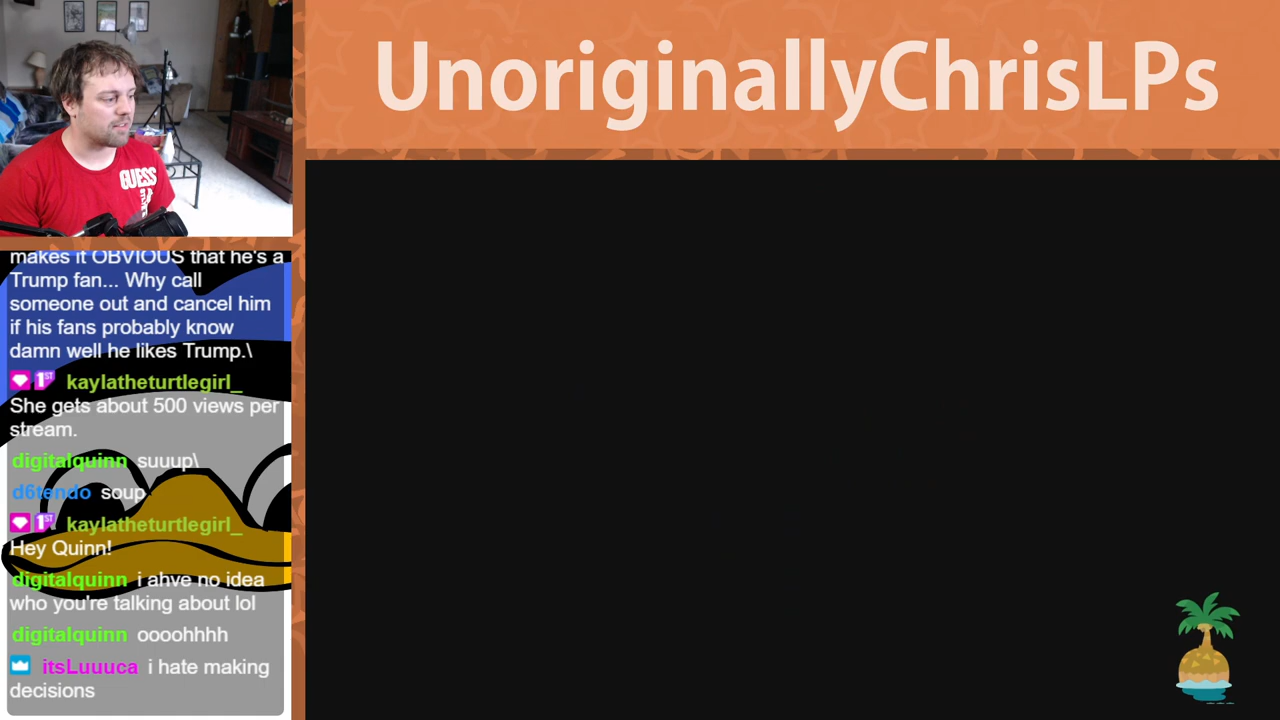 UnoriginallyChrisLPs
GUESS
makes it OBVIOUS that he's a
Trump fan... Why call
someone out and cancel him
if his fans probably know
damn well he likes Trump.\
1ST kaylatheturtlegirl_
She gets about 500 views per
stream.
digitalquinn suuup\
d6tendo soup
1ST kaylatheturtlegirl_
Hey Quinn!
digitalquinn i ahve no idea
who you're talking about lol
digitalquinn oooohhhh
itsLuuuca i hate making
decisions